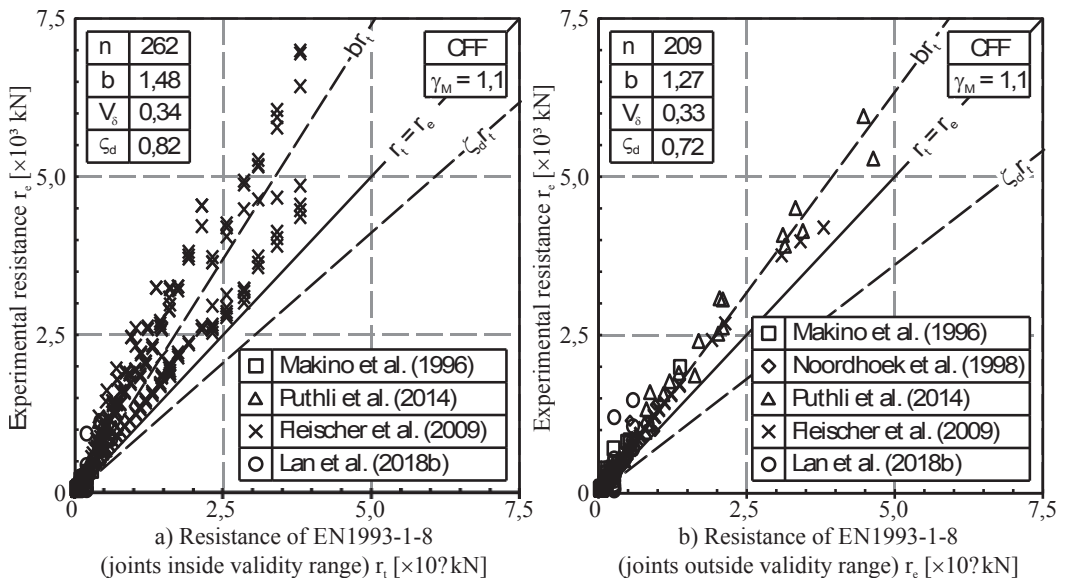 Experimental resistance rₑ [×10³ kN]
7,5
5,0
2,5
0
n 262
b 1,48
V_δ 0,34
ς_d 0,82
CFF
γ_M = 1,1
br_t
r_t = r_e
ζ_d r_t
Makino et al. (1996)
Puthli et al. (2014)
Fleischer et al. (2009)
Lan et al. (2018b)
0 2,5 5,0 7,5
a) Resistance of EN1993-1-8
(joints inside validity range) r_t [×10?kN]
Experimental resistance rₑ [×10³ kN]
7,5
5,0
2,5
0
n 209
b 1,27
V_δ 0,33
ς_d 0,72
CFF
γ_M = 1,1
br_t
r_t = r_e
ζ_d r_t
Makino et al. (1996)
Noordhoek et al. (1998)
Puthli et al. (2014)
Fleischer et al. (2009)
Lan et al. (2018b)
0 2,5 5,0 7,5
b) Resistance of EN1993-1-8
(joints outside validity range) r_e [×10?kN]